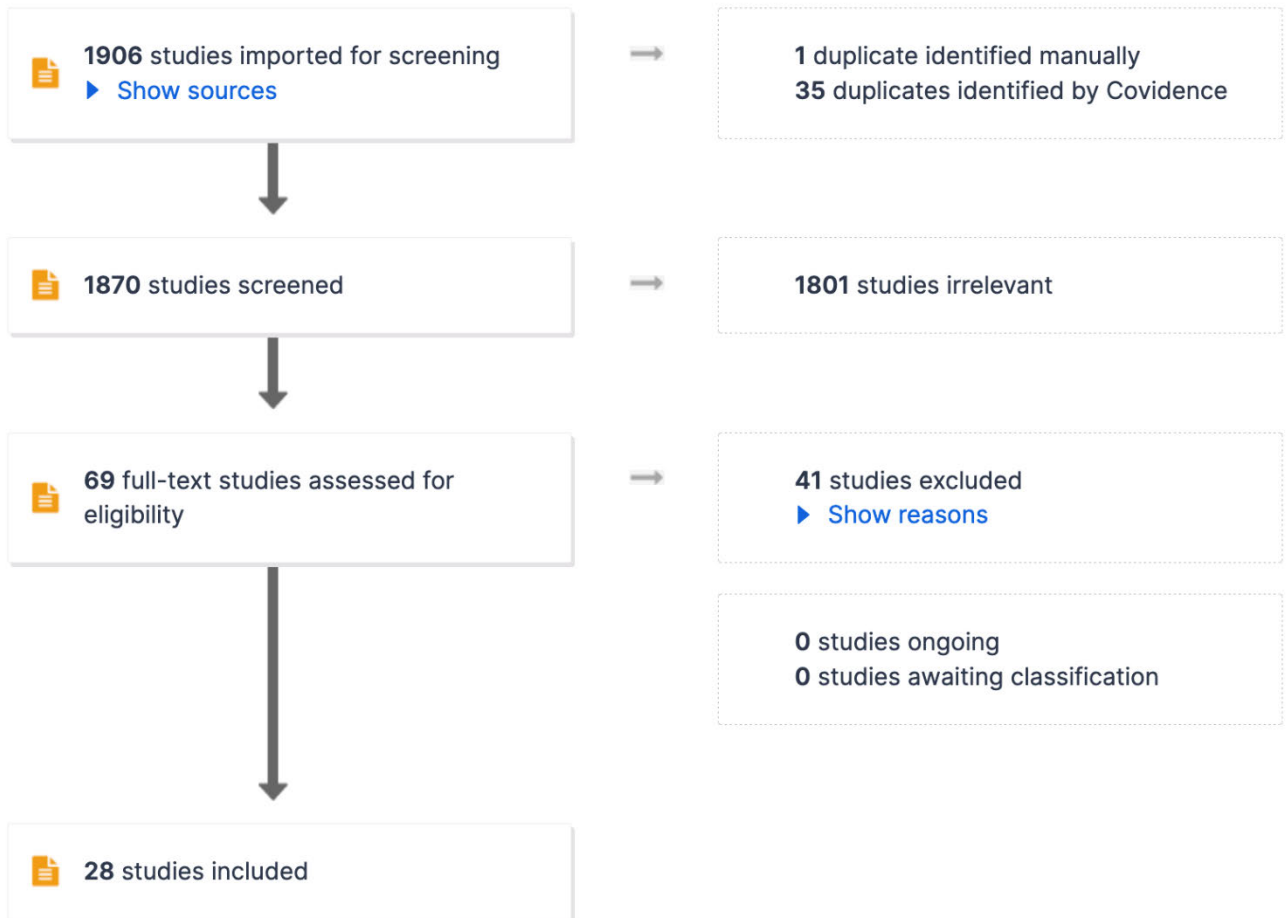 1906 studies imported for screening
Show sources
1 duplicate identified manually
35 duplicates identified by Covidence
1870 studies screened
1801 studies irrelevant
69 full-text studies assessed for
eligibility
41 studies excluded
Show reasons
0 studies ongoing
0 studies awaiting classification
28 studies included